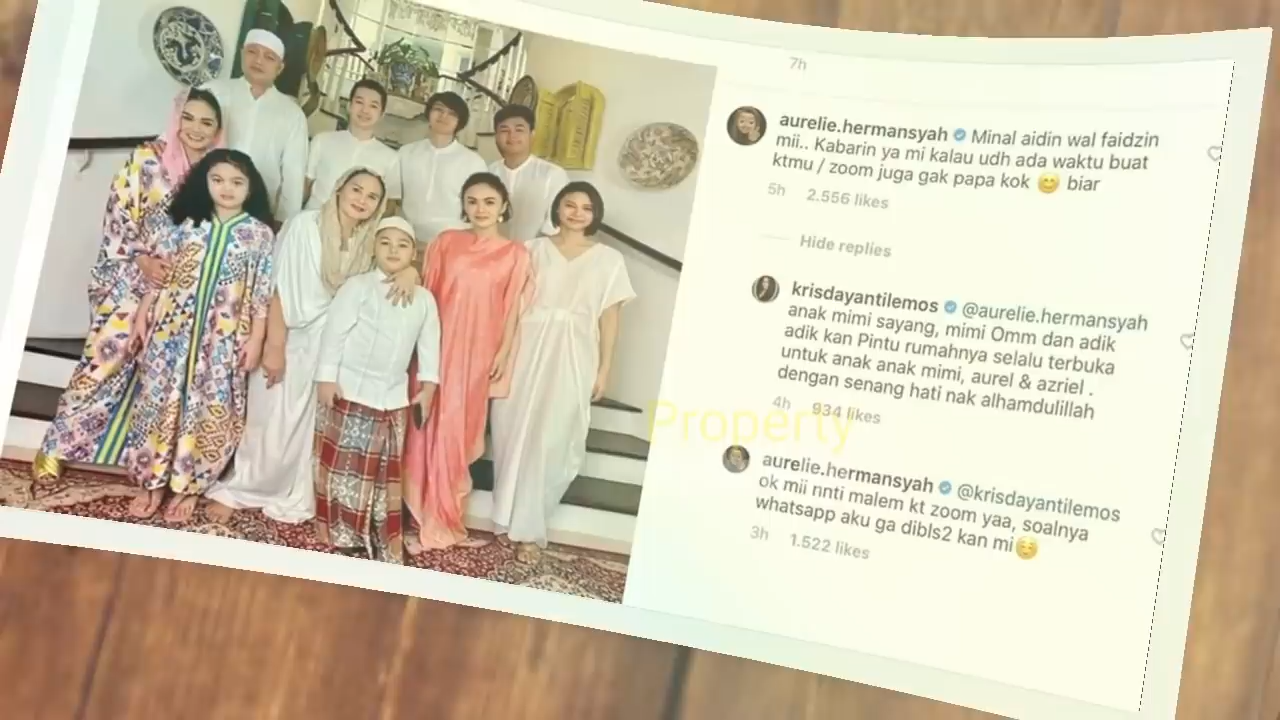 7h
aurelie.hermansyah Minal aidin wal faidzin
mii.. Kabarin ya mi kalau udh ada waktu buat
ktmu / zoom juga gak papa kok 😊 biar
5h 2.556 likes
Hide replies
krisdayantilemos @aurelie.hermansyah
anak mimi sayang, mimi Omm dan adik
adik kan Pintu rumahnya selalu terbuka
untuk anak anak mimi, aurel & azriel .
dengan senang hati nak alhamdulillah
4h 934 likes
Property
aurelie.hermansyah @krisdayantilemos
ok mii nnti malem kt zoom yaa, soalnya
whatsapp aku ga dibls2 kan mi☺️
3h 1.522 likes